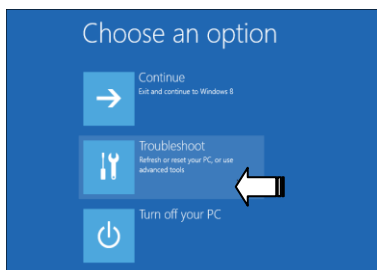 Choose an option
Continue
Exit and continue to Windows 8
Troubleshoot
Refresh or reset your PC, or use
advanced tools
Turn off your PC